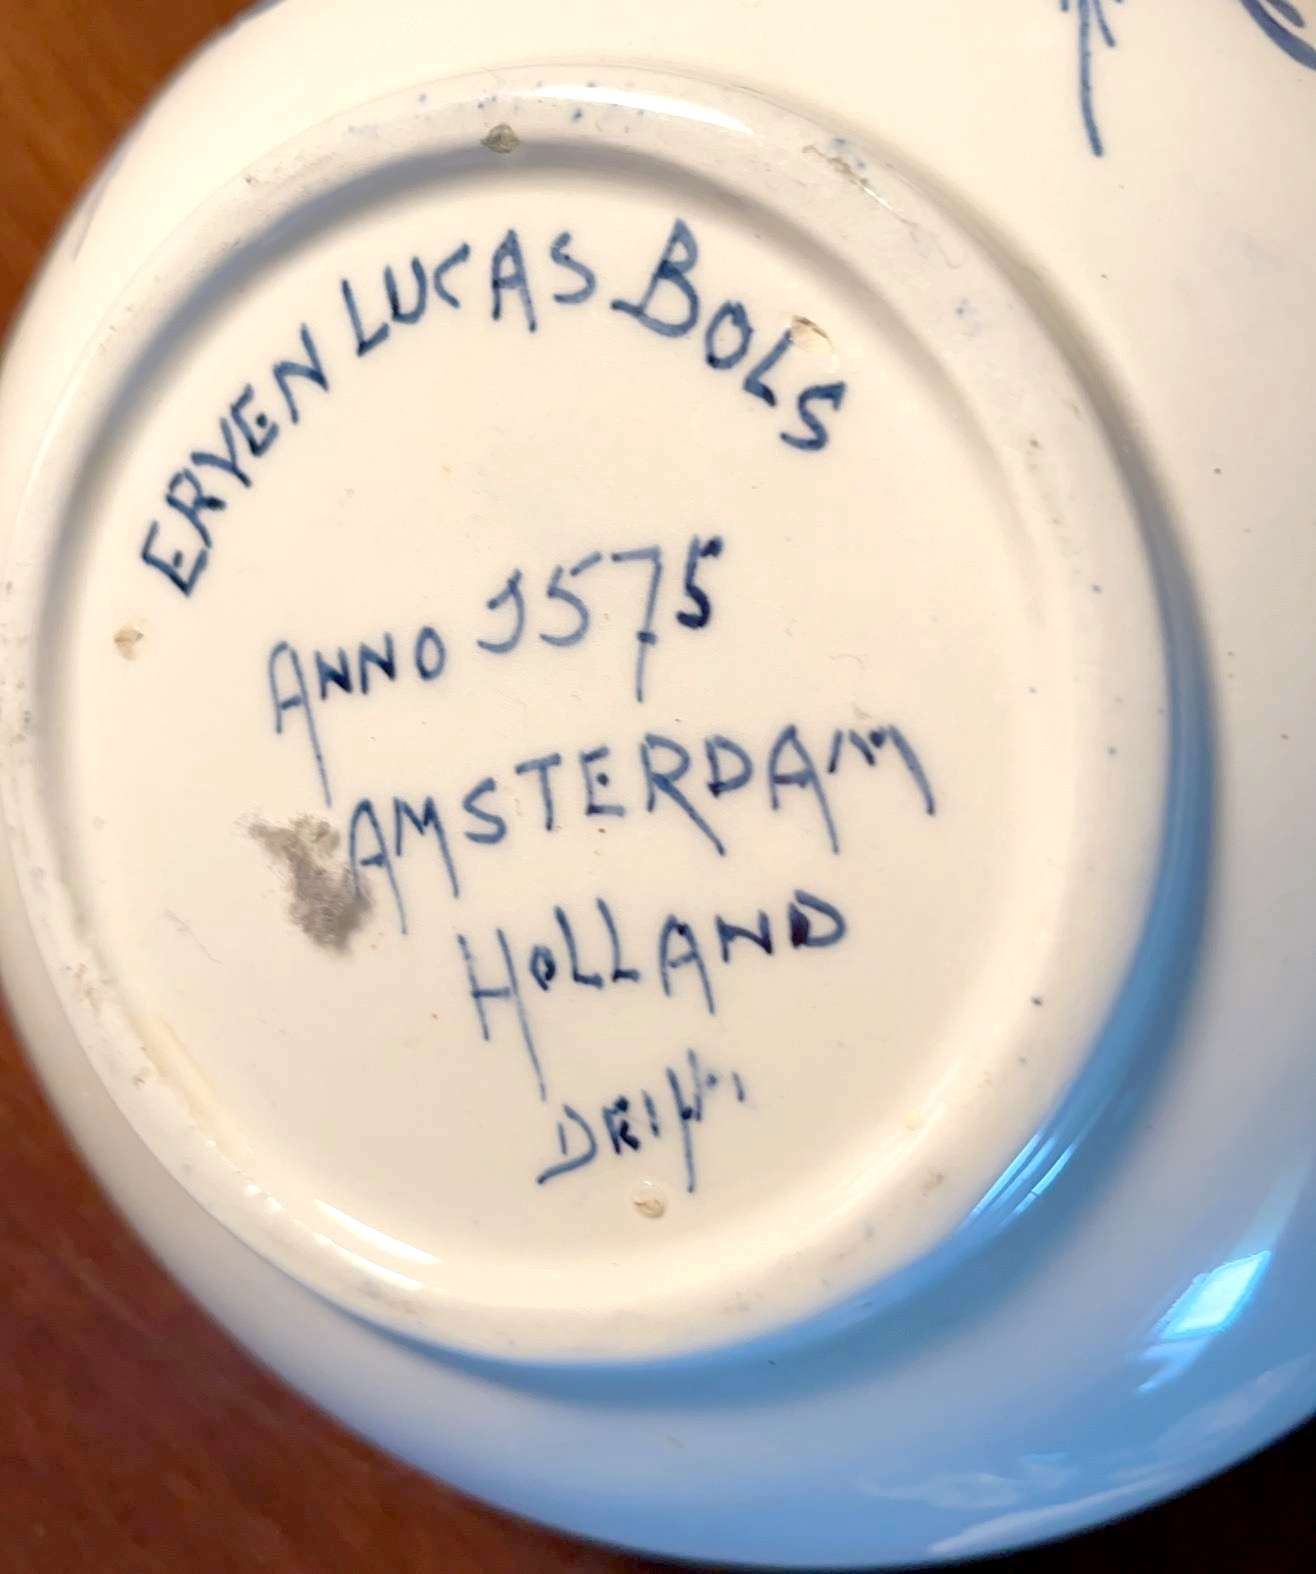 ERVEN LUCAS BOLS
ANNO 1575
AMSTERDAM
HOLLAND